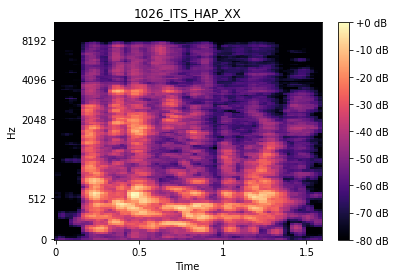 1026_ITS_HAP_XX
+0 dB
8192
-10 dB
4096
-20 dB
-30 dB
2048
Hz
-40 dB
1024
-50 dB
512
-60 dB
-70 dB
0
-80 dB
0 0.5 1 1.5
Time